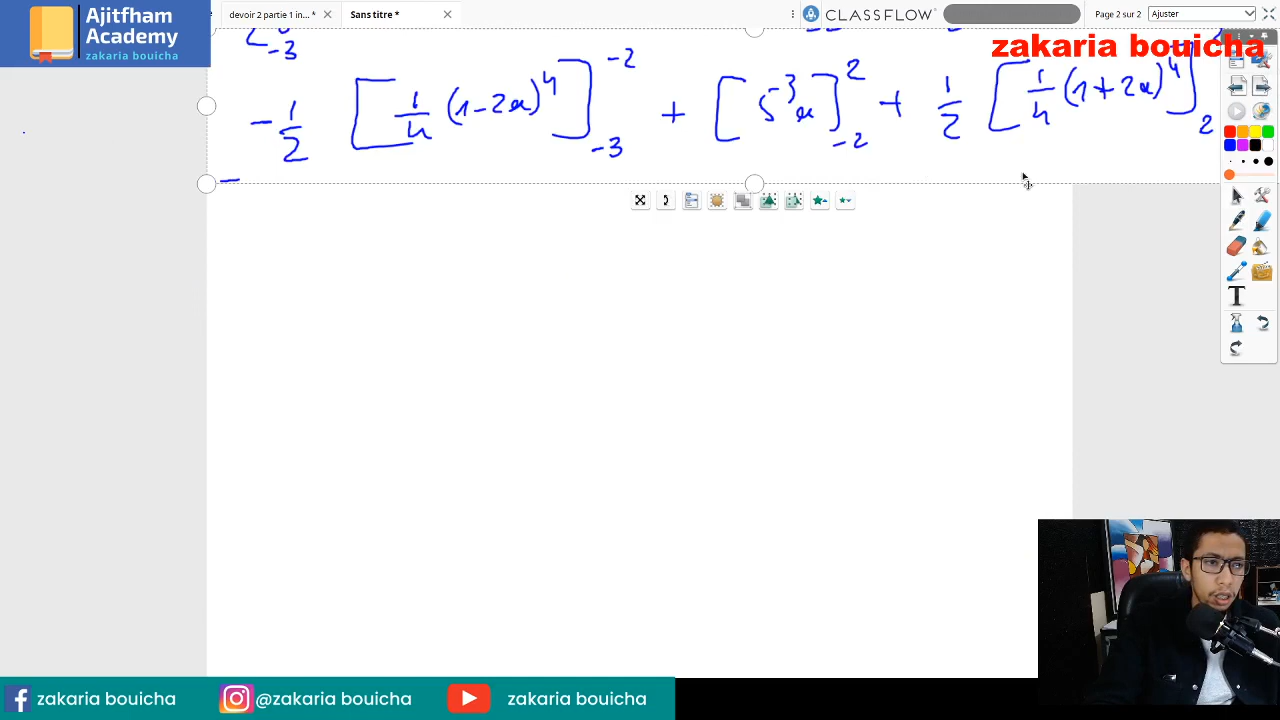 Ajitfham
Academy
zakaria bouicha
devoir 2 partie 1 in... *
Sans titre *
CLASSFLOW
Page 2 sur 2
Ajuster
zakaria bouicha
-3
- 1/2 [ 1/4 (1-2x)^4 ]_{-3}^{-2} + [ 5^3 x ]_{-2}^{2} + 1/2 [ 1/4 (1+2x)^4 ]_2
-
T
zakaria bouicha
@zakaria bouicha
zakaria bouicha